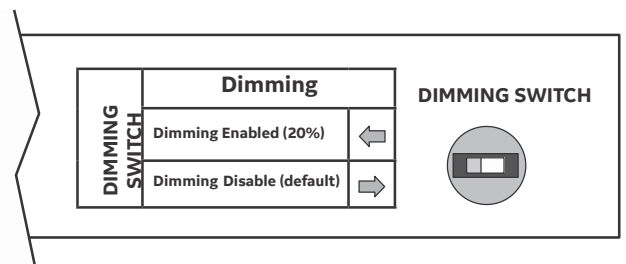 DIMMING
SWITCH
Dimming
Dimming Enabled (20%)
Dimming Disable (default)
DIMMING SWITCH